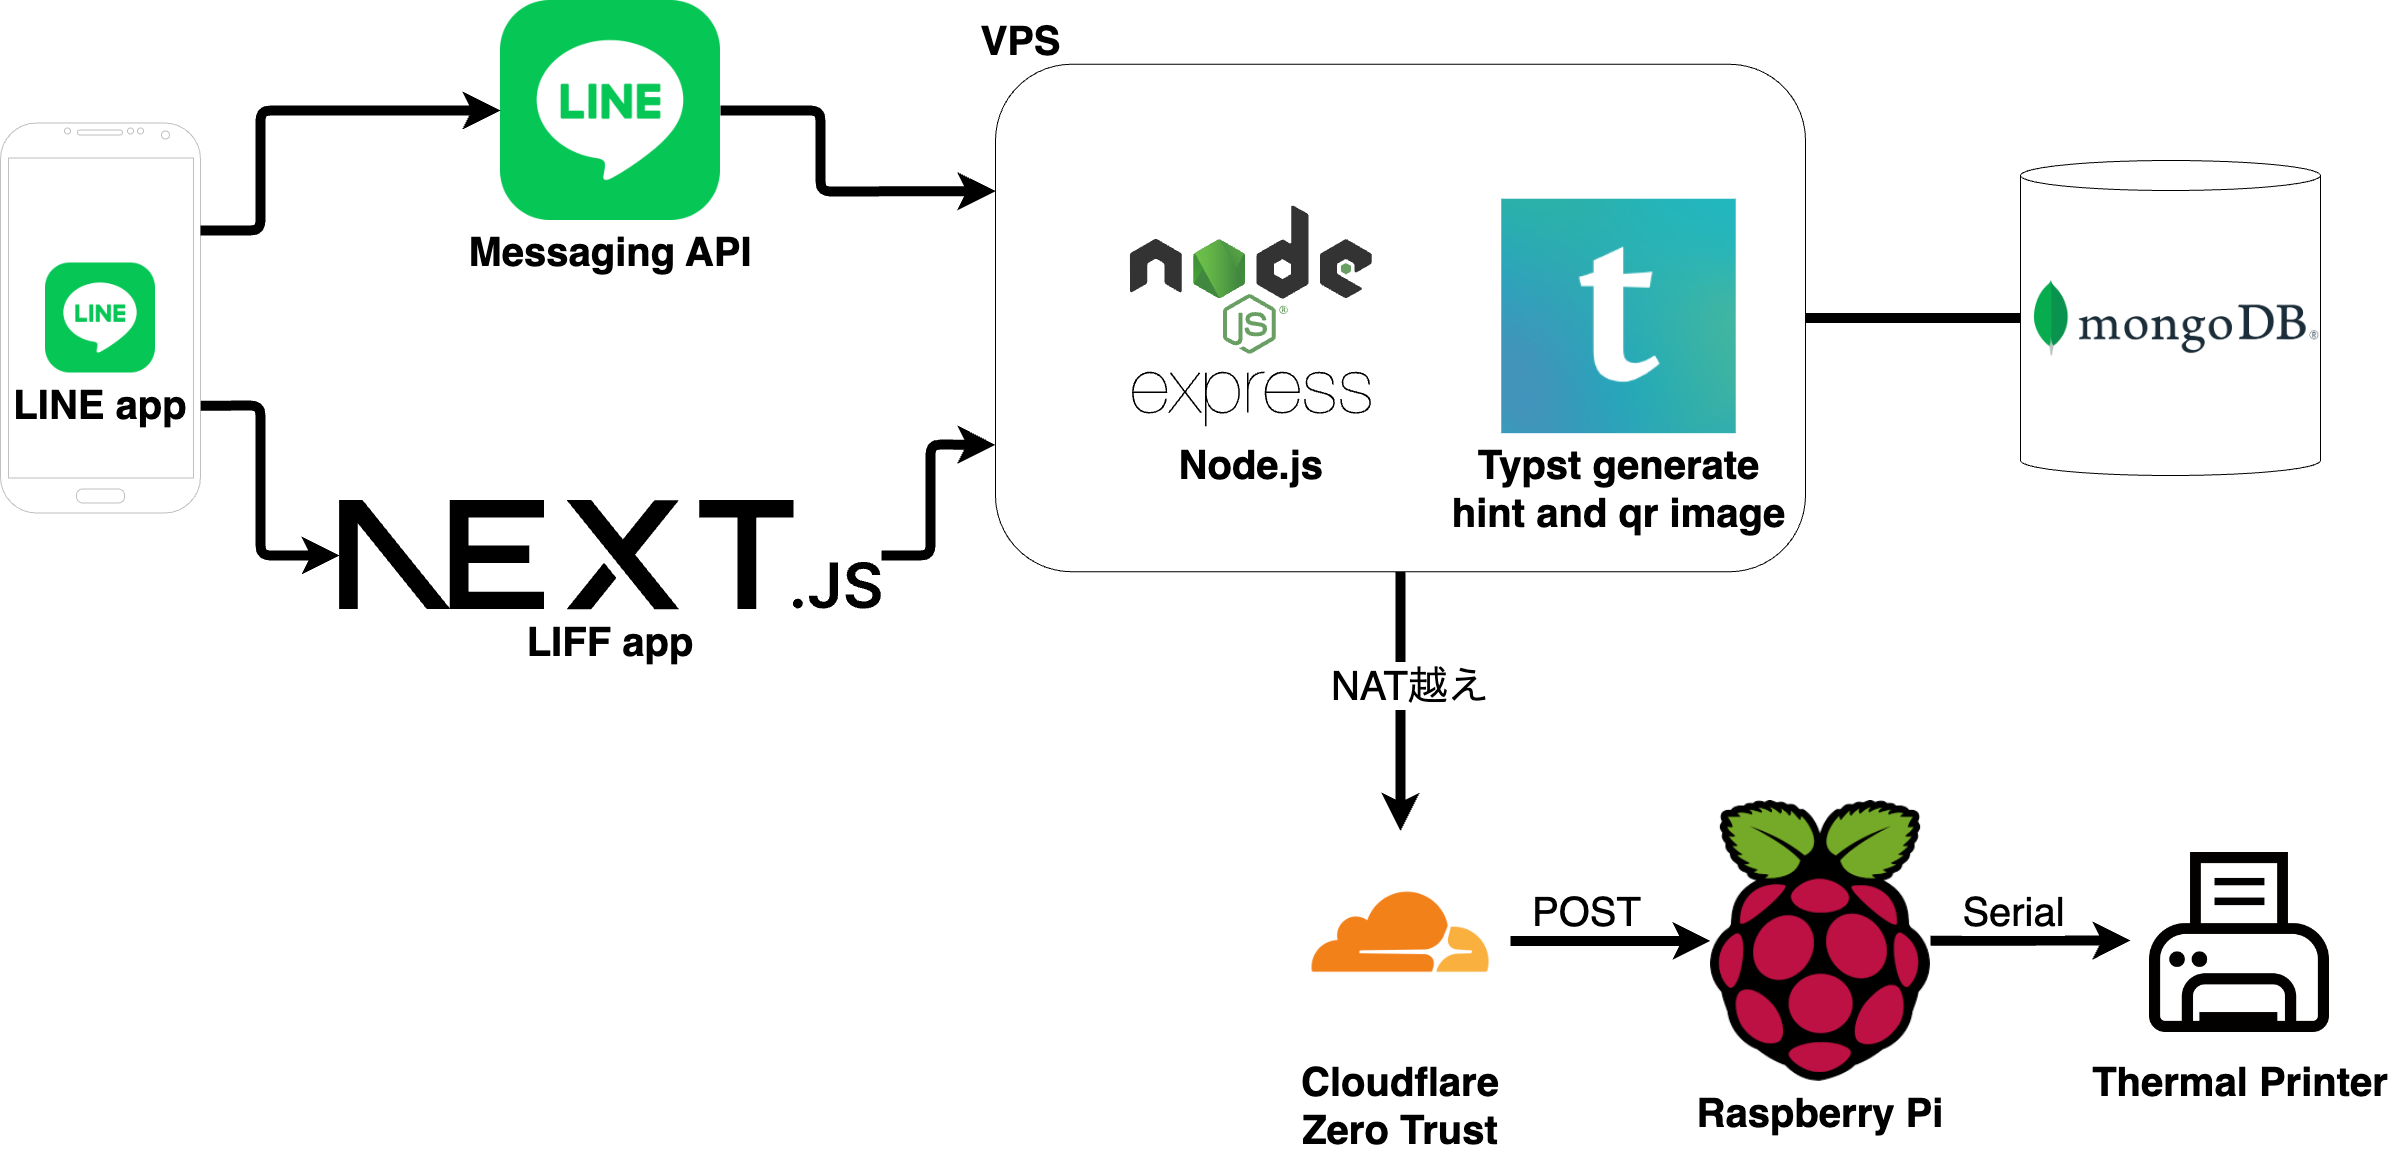 VPS
LINE
Messaging API
LINE
LINE app
NEXT.JS
LIFF app
node
JS®
express
Node.js
t
Typst generate
hint and qr image
mongoDB®
NAT越え
POST
Serial
Cloudflare
Zero Trust
Raspberry Pi
Thermal Printer